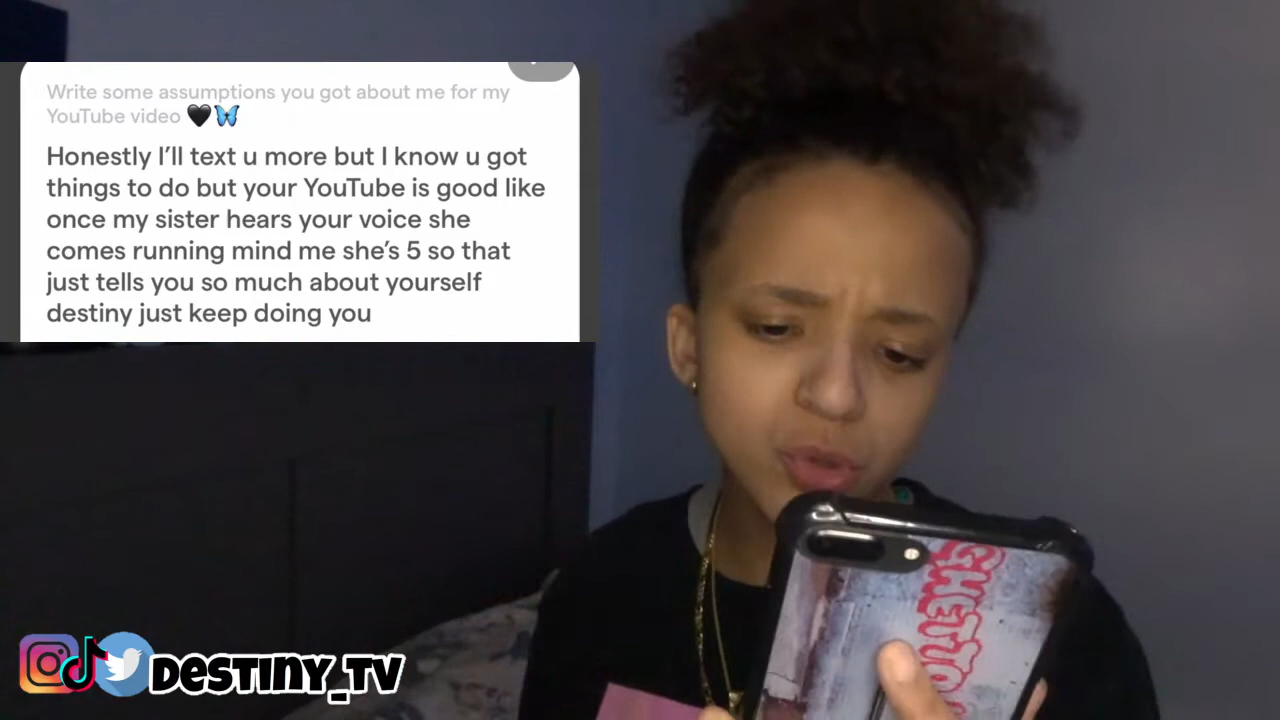 Write some assumptions you got about me for my
YouTube video 🖤🦋
Honestly I’ll text u more but I know u got
things to do but your YouTube is good like
once my sister hears your voice she
comes running mind me she’s 5 so that
just tells you so much about yourself
destiny just keep doing you
GHETTO
DESTINY_TV